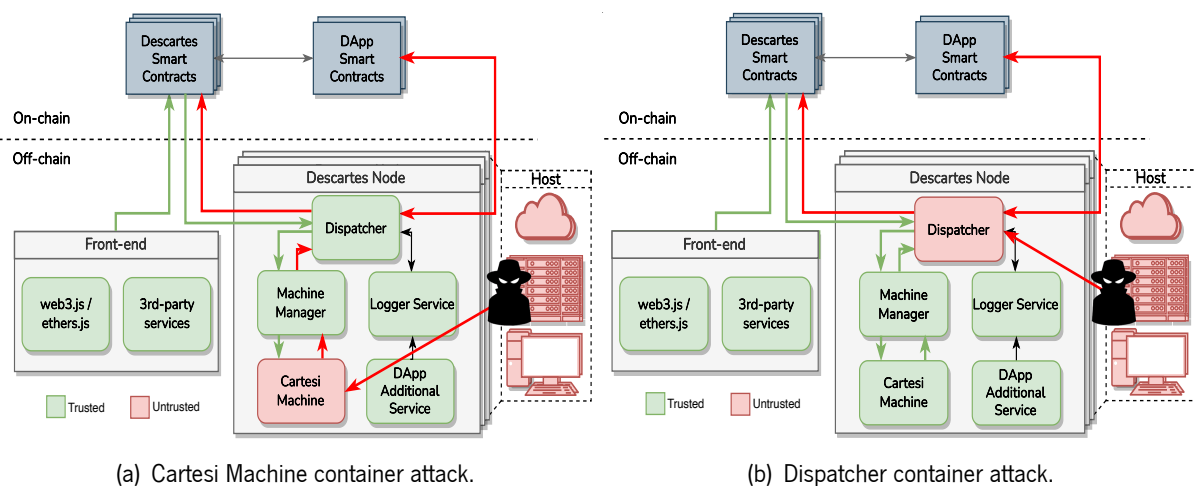 Descartes
Smart
Contracts
DApp
Smart
Contracts
On-chain
Off-chain
Descartes Node
Host
Dispatcher
Front-end
web3.js /
ethers.js
3rd-party
services
Machine
Manager
Logger Service
Cartesi
Machine
DApp
Additional
Service
Trusted
Untrusted
(a) Cartesi Machine container attack.
Descartes
Smart
Contracts
DApp
Smart
Contracts
On-chain
Off-chain
Descartes Node
Host
Dispatcher
Front-end
web3.js /
ethers.js
3rd-party
services
Machine
Manager
Logger Service
Cartesi
Machine
DApp
Additional
Service
Trusted
Untrusted
(b) Dispatcher container attack.